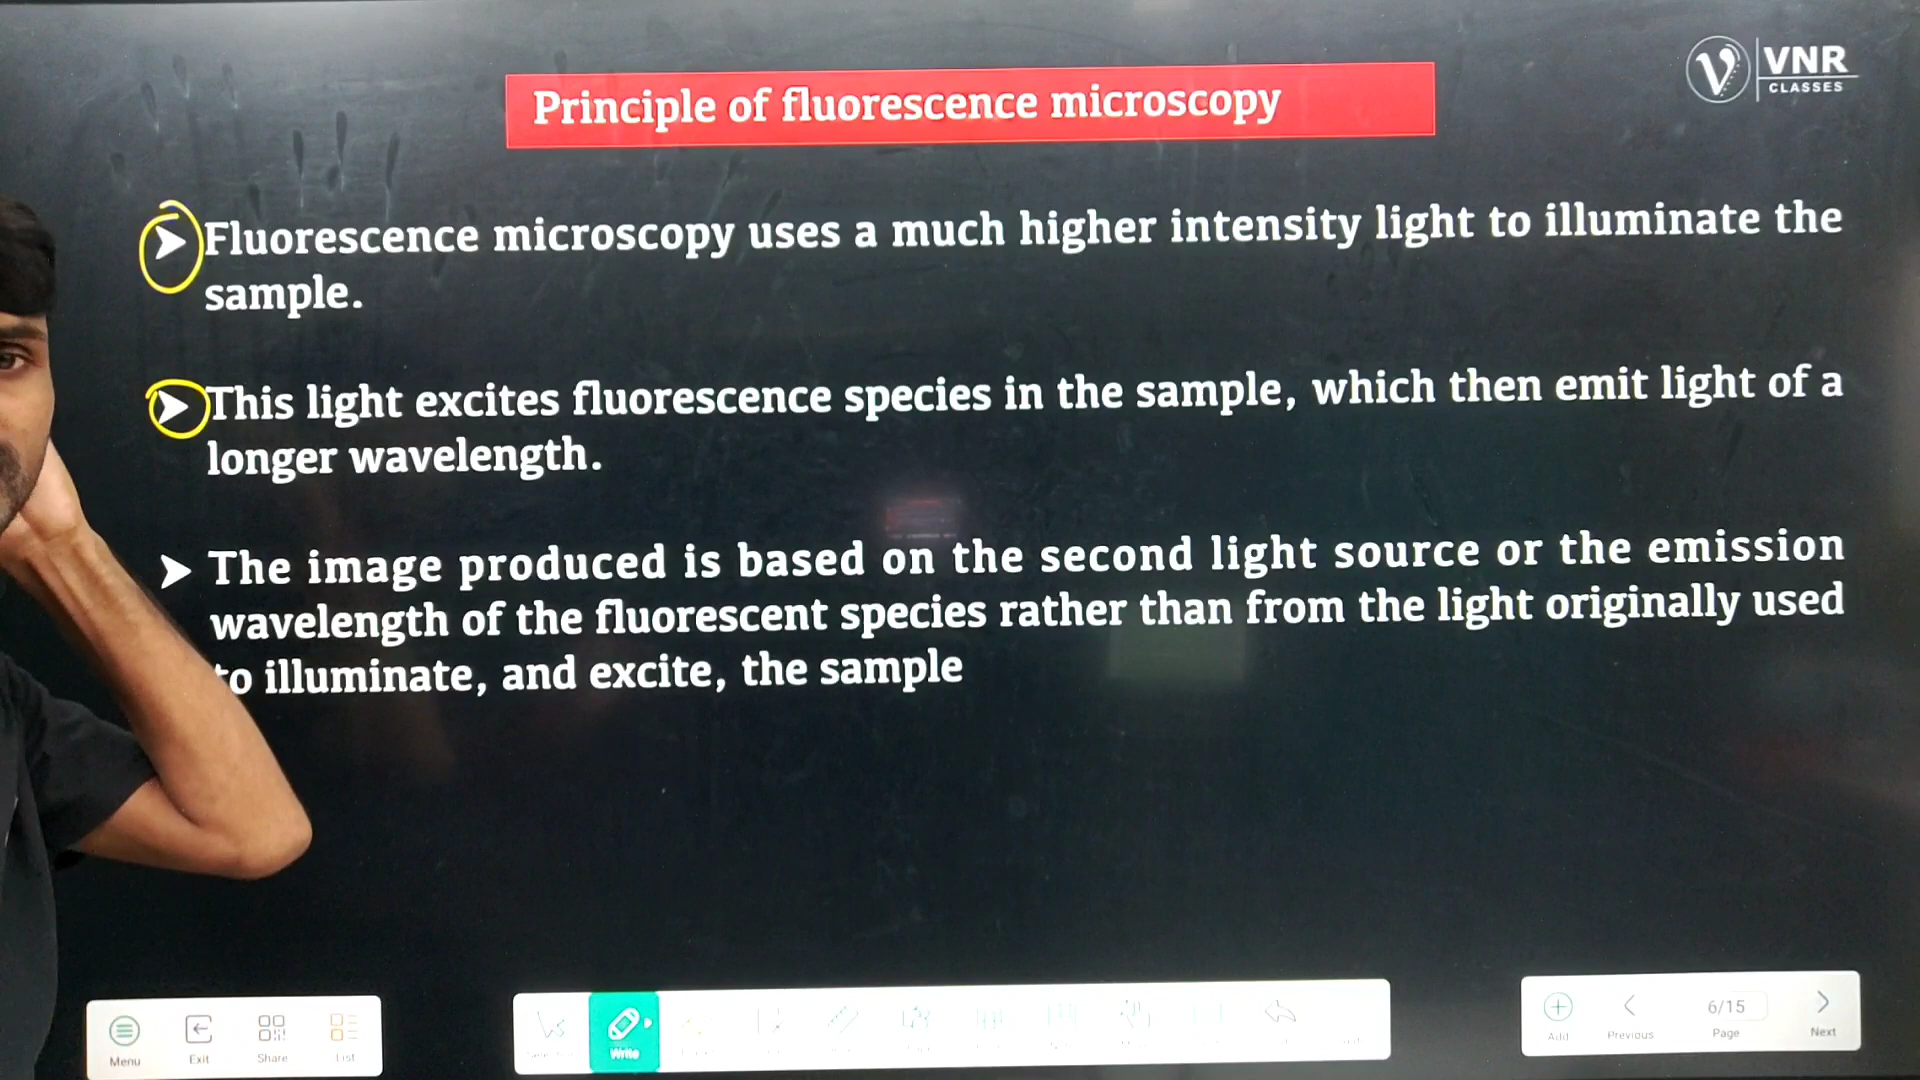 VNR
CLASSES
Principle of fluorescence microscopy
➤ Fluorescence microscopy uses a much higher intensity light to illuminate the
sample.
➤ This light excites fluorescence species in the sample, which then emit light of a
longer wavelength.
➤ The image produced is based on the second light source or the emission
wavelength of the fluorescent species rather than from the light originally used
to illuminate, and excite, the sample
Menu Exit Share List Write Add Previous 6/15 Page Next